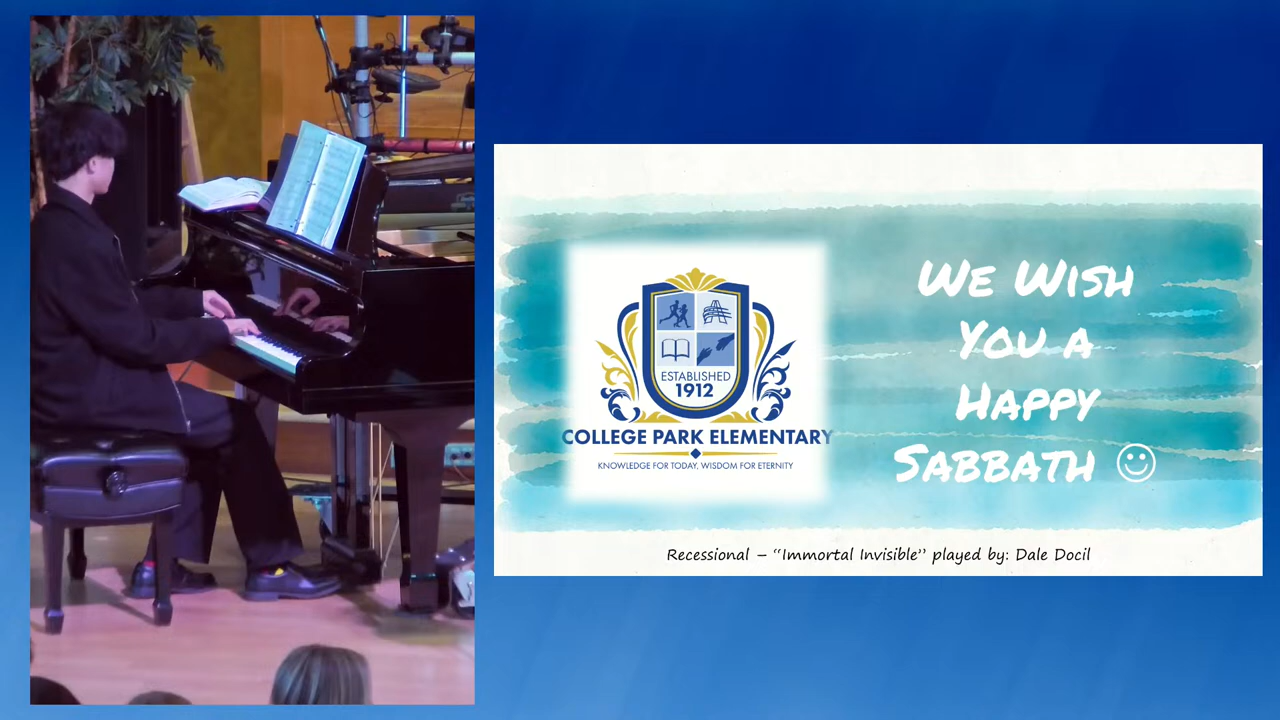 ESTABLISHED
1912
COLLEGE PARK ELEMENTARY
KNOWLEDGE FOR TODAY, WISDOM FOR ETERNITY
We Wish
You a
Happy
Sabbath ☺
Recessional – “Immortal Invisible” played by: Dale Docil